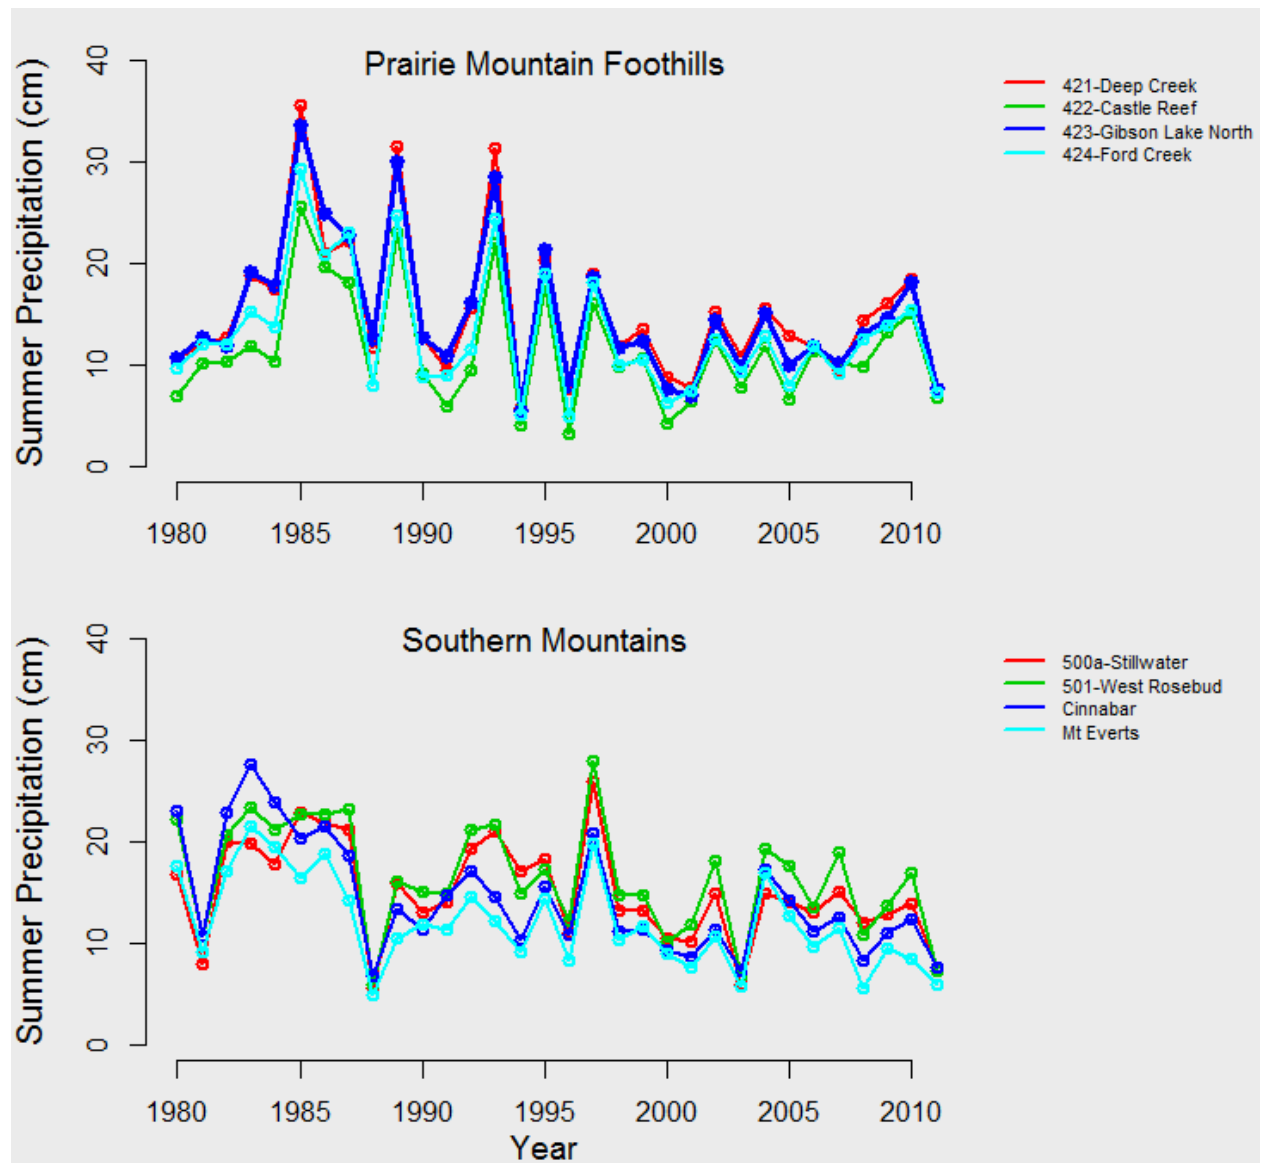 Prairie Mountain Foothills
Summer Precipitation (cm)
40
30
20
10
0
1980 1985 1990 1995 2000 2005 2010
421-Deep Creek
422-Castle Reef
423-Gibson Lake North
424-Ford Creek
Southern Mountains
Summer Precipitation (cm)
40
30
20
10
0
1980 1985 1990 1995 2000 2005 2010
Year
500a-Stillwater
501-West Rosebud
Cinnabar
Mt Everts